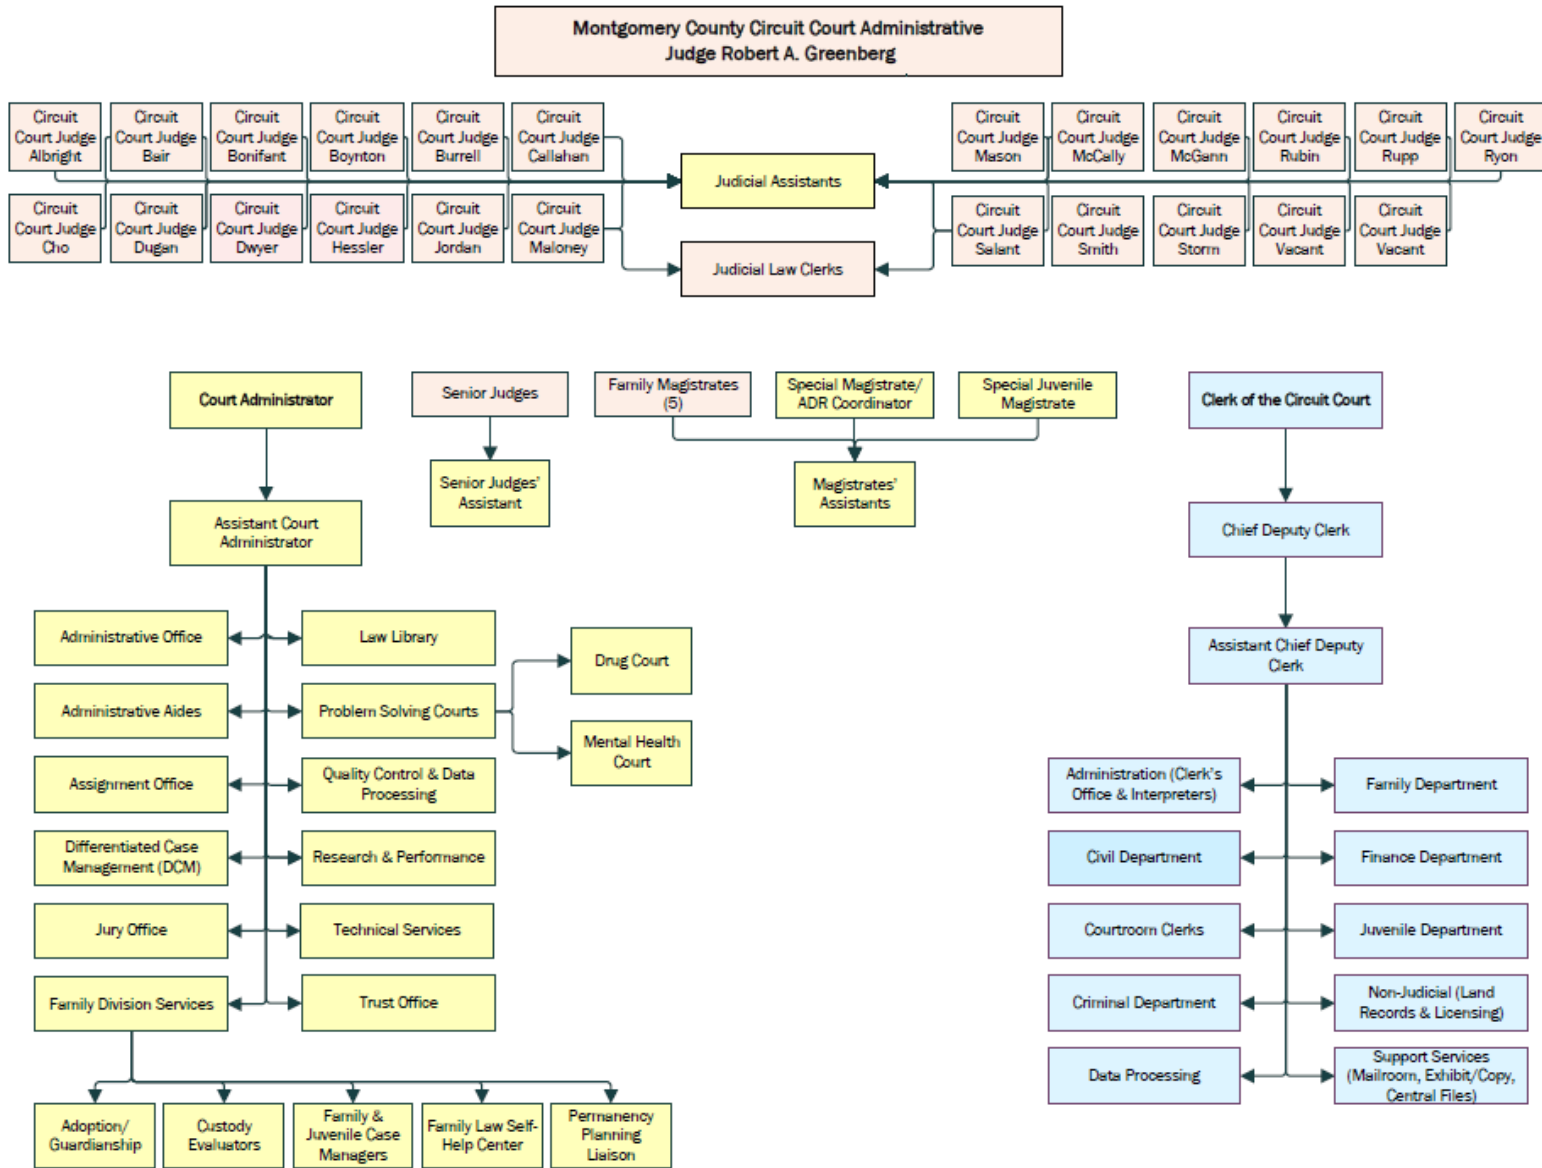 Montgomery County Circuit Court Administrative
Judge Robert A. Greenberg
Circuit
Court Judge
Albright
Circuit
Court Judge
Bair
Circuit
Court Judge
Bonifant
Circuit
Court Judge
Boynton
Circuit
Court Judge
Burrell
Circuit
Court Judge
Callahan
Circuit
Court Judge
Mason
Circuit
Court Judge
McCally
Circuit
Court Judge
McGann
Circuit
Court Judge
Rubin
Circuit
Court Judge
Rupp
Circuit
Court Judge
Ryon
Judicial Assistants
Circuit
Court Judge
Cho
Circuit
Court Judge
Dugan
Circuit
Court Judge
Dwyer
Circuit
Court Judge
Hessler
Circuit
Court Judge
Jordan
Circuit
Court Judge
Maloney
Circuit
Court Judge
Salant
Circuit
Court Judge
Smith
Circuit
Court Judge
Storm
Circuit
Court Judge
Vacant
Circuit
Court Judge
Vacant
Judicial Law Clerks
Court Administrator
Senior Judges
Family Magistrates
(5)
Special Magistrate/
ADR Coordinator
Special Juvenile
Magistrate
Clerk of the Circuit Court
Senior Judges'
Assistant
Magistrates'
Assistants
Assistant Court
Administrator
Chief Deputy Clerk
Assistant Chief Deputy
Clerk
Administrative Office
Law Library
Drug Court
Administrative Aides
Problem Solving Courts
Mental Health
Court
Assignment Office
Quality Control & Data
Processing
Differentiated Case
Management (DCM)
Research & Performance
Jury Office
Technical Services
Family Division Services
Trust Office
Adoption/
Guardianship
Custody
Evaluators
Family &
Juvenile Case
Managers
Family Law Self-
Help Center
Permanency
Planning
Liaison
Administration (Clerk's
Office & Interpreters)
Family Department
Civil Department
Finance Department
Courtroom Clerks
Juvenile Department
Criminal Department
Non-Judicial (Land
Records & Licensing)
Data Processing
Support Services
(Mailroom, Exhibit/Copy,
Central Files)